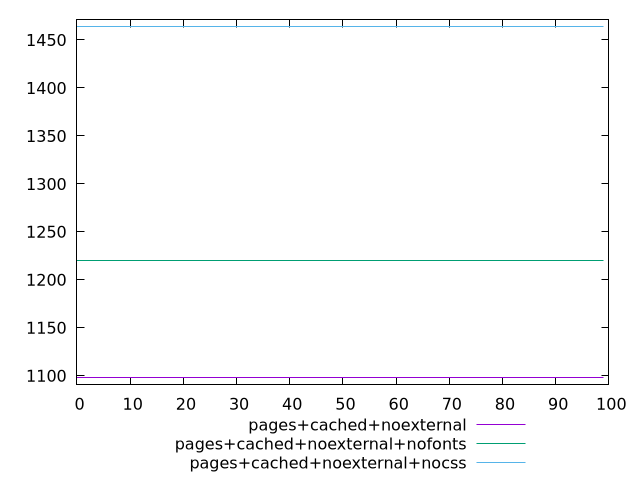 1450
1400
1350
1300
1250
1200
1150
1100
0 10 20 30 40 50 60 70 80 90 100
pages+cached+noexternal
pages+cached+noexternal+nofonts
pages+cached+noexternal+nocss